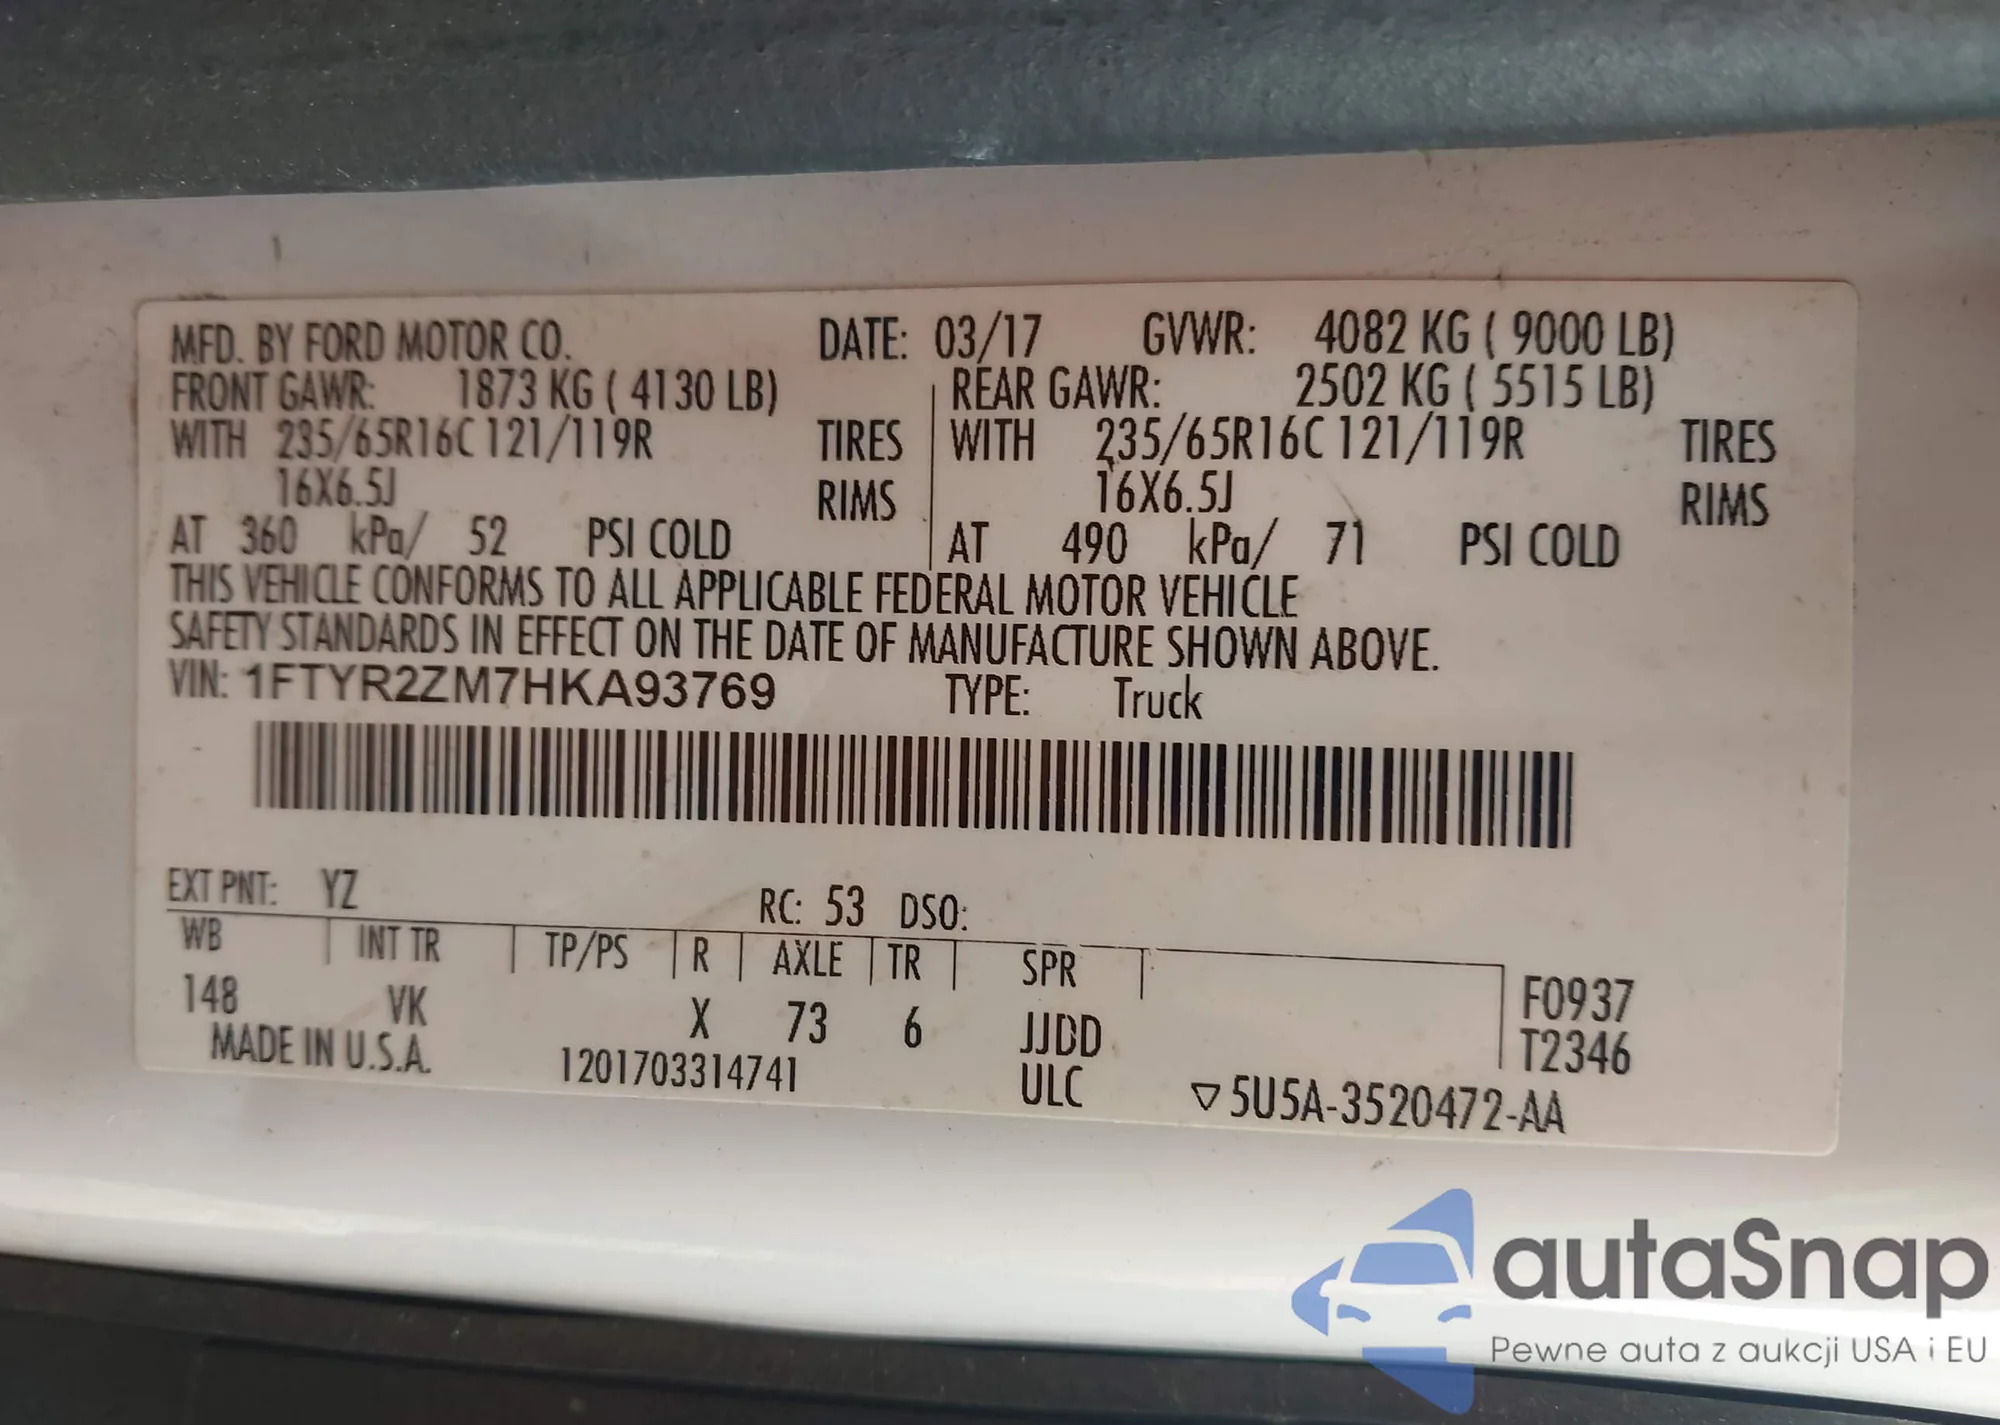 MFD. BY FORD MOTOR CO. DATE: 03/17 GVWR: 4082 KG ( 9000 LB)
FRONT GAWR: 1873 KG ( 4130 LB) REAR GAWR: 2502 KG ( 5515 LB)
WITH 235/65R16C 121/119R TIRES WITH 235/65R16C 121/119R TIRES
16X6.5J RIMS 16X6.5J RIMS
AT 360 kPa/ 52 PSI COLD AT 490 kPa/ 71 PSI COLD
THIS VEHICLE CONFORMS TO ALL APPLICABLE FEDERAL MOTOR VEHICLE
SAFETY STANDARDS IN EFFECT ON THE DATE OF MANUFACTURE SHOWN ABOVE.
VIN: 1FTYR2ZM7HKA93769 TYPE: Truck
EXT PNT: YZ RC: 53 DSO:
WB INT TR TP/PS R AXLE TR SPR
148 VK X 73 6 JJDD F0937
MADE IN U.S.A. 1201703314741 ULC T2346
▽5U5A-3520472-AA
autaSnap
Pewne auta z aukcji USA i EU